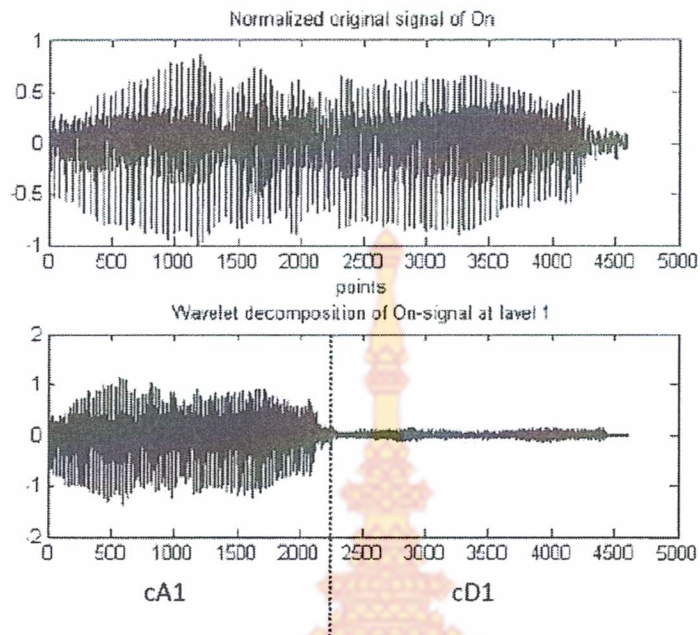 Normalized original signal of On
1
0.5
0
-0.5
-1
0 500 1000 1500 2000 2500 3000 3500 4000 4500 5000
points
Wavelet decomposition of On-signal at lavel 1
2
1
0
-1
-2
0 500 1000 1500 2000 2500 3000 3500 4000 4500 5000
cA1 cD1